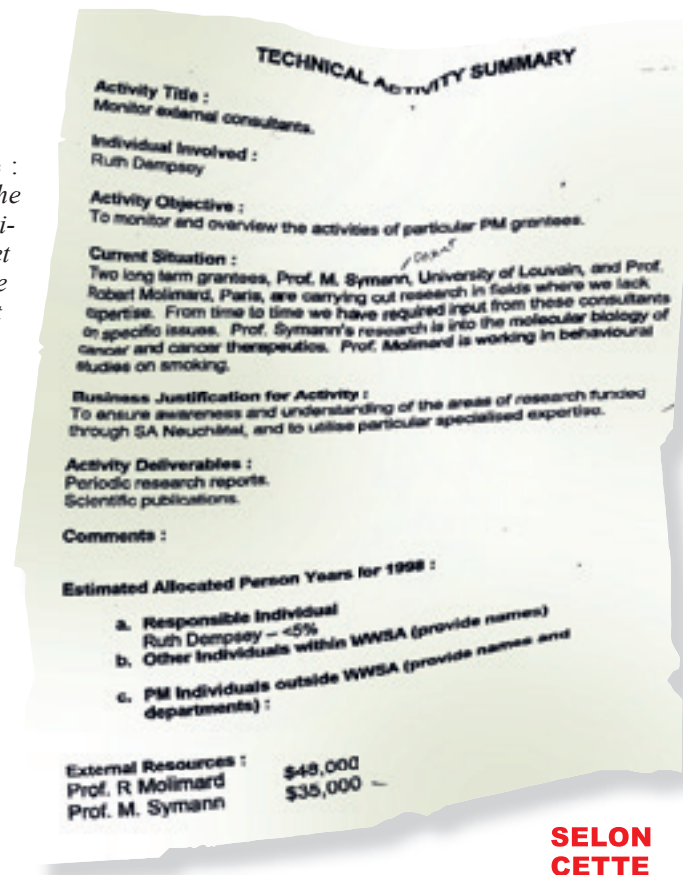 :
he
i-
et
e
t
TECHNICAL ACTIVITY SUMMARY
Activity Title :
Monitor external consultants.
Individual Involved :
Ruth Dempsey
Activity Objective :
To monitor and overview the activities of particular PM grantees.
Current Situation :
Two long term grantees, Prof. M. Symann, University of Louvain, and Prof.
Robert Molimard, Paris, are carrying out research in fields where we lack
expertise. From time to time we have required input from these consultants
on specific issues. Prof. Symann's research is into the molecular biology of
cancer and cancer therapeutics. Prof. Molimard is working in behavioural
studies on smoking.
Business Justification for Activity :
To ensure awareness and understanding of the areas of research funded
through SA Neuchâtel, and to utilise particular specialised expertise.
Activity Deliverables :
Periodic research reports.
Scientific publications.
Comments :
Estimated Allocated Person Years for 1998 :
a. Responsible Individual
Ruth Dempsey – <5%
b. Other Individuals within WWSA (provide names)
c. PM Individuals outside WWSA (provide names and
departments) :
External Resources :
Prof. R Molimard $48,000
Prof. M. Symann $35,000
SELON
CETTE